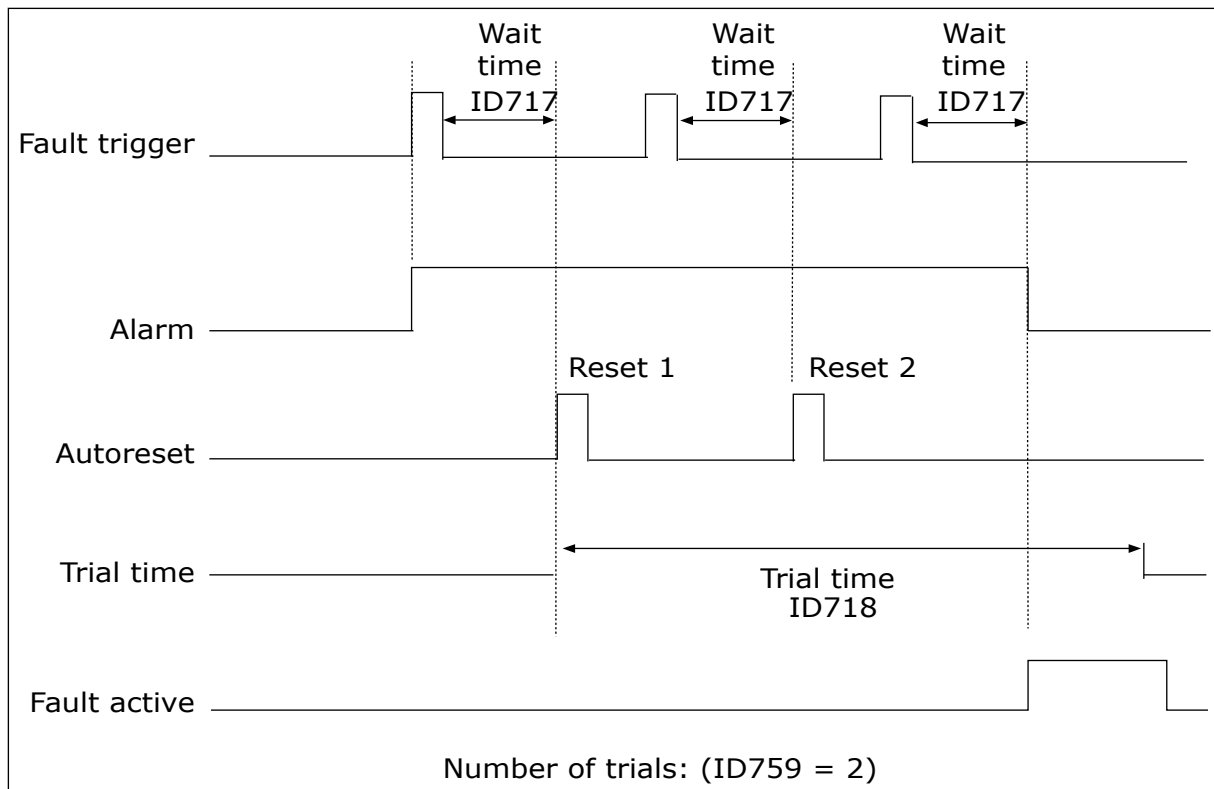 Wait
time
ID717
Wait
time
ID717
Wait
time
ID717
Fault trigger
Alarm
Reset 1
Reset 2
Autoreset
Trial time
Trial time
ID718
Fault active
Number of trials: (ID759 = 2)